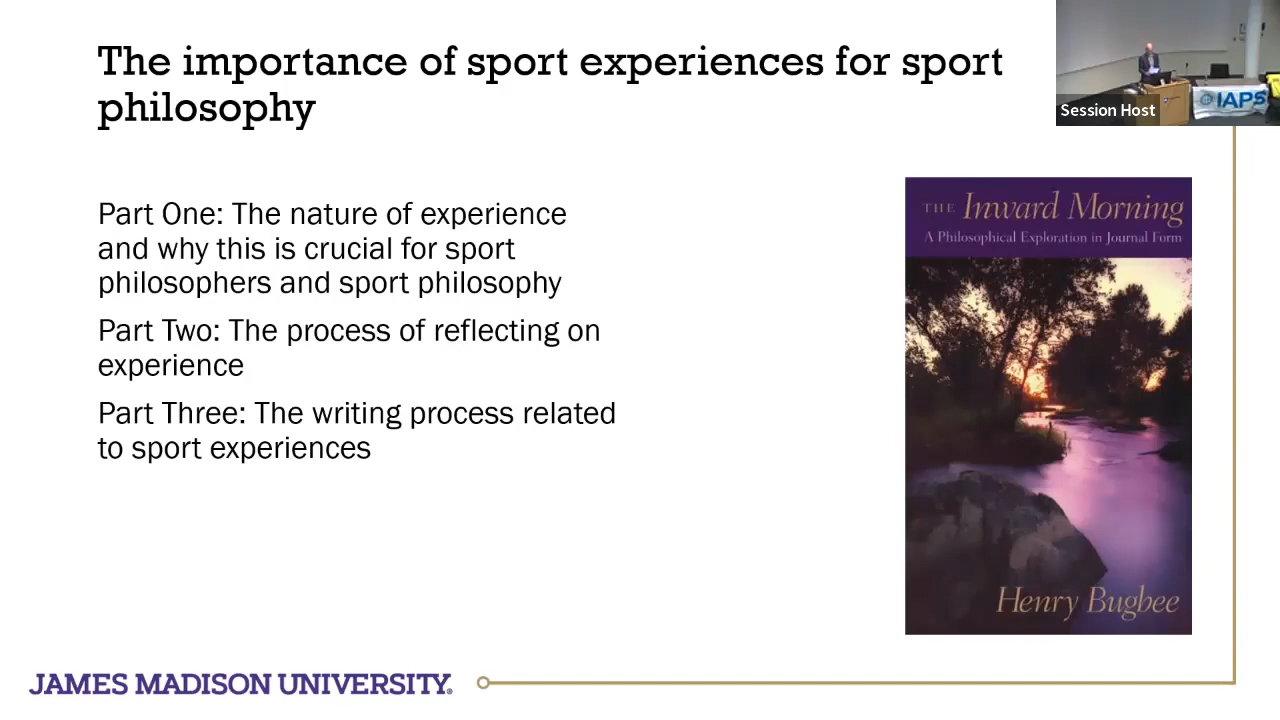 The importance of sport experiences for sport
philosophy
Session Host
IAPS
Part One: The nature of experience
and why this is crucial for sport
philosophers and sport philosophy
Part Two: The process of reflecting on
experience
Part Three: The writing process related
to sport experiences
THE Inward Morning
A Philosophical Exploration in Journal Form
Henry Bugbee
JAMES MADISON UNIVERSITY®